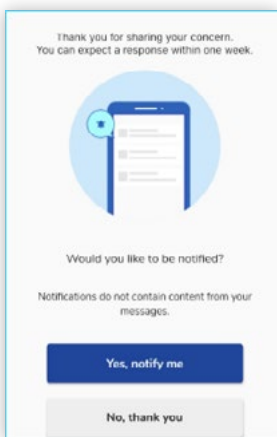 Thank you for sharing your concern.
You can expect a response within one week.
Would you like to be notified?
Notifications do not contain content from your
messages.
Yes, notify me
No, thank you